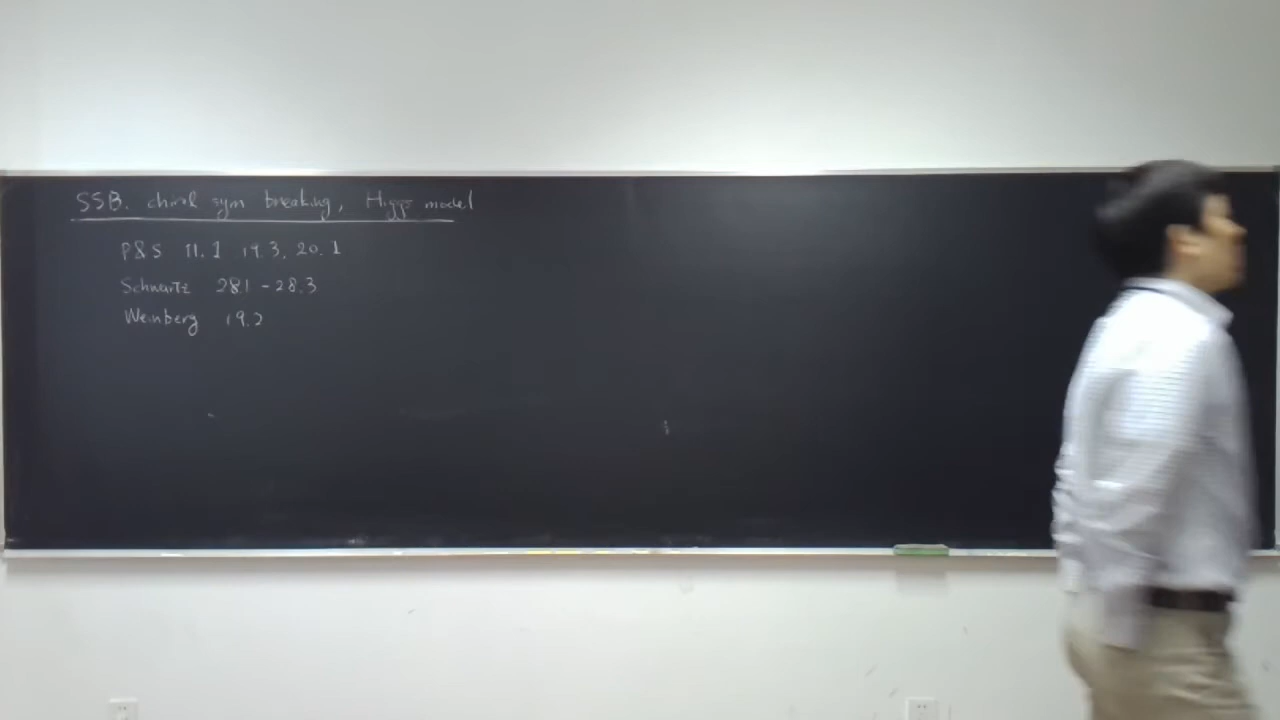 SSB. chiral sym breaking, Higgs model
P&S 11.1 19.3. 20.1
Schwartz 28.1 - 28.3
Weinberg 19.2